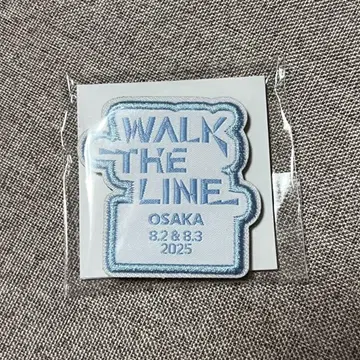 WALK
THE
LINE
OSAKA
8.2 & 8.3
2025